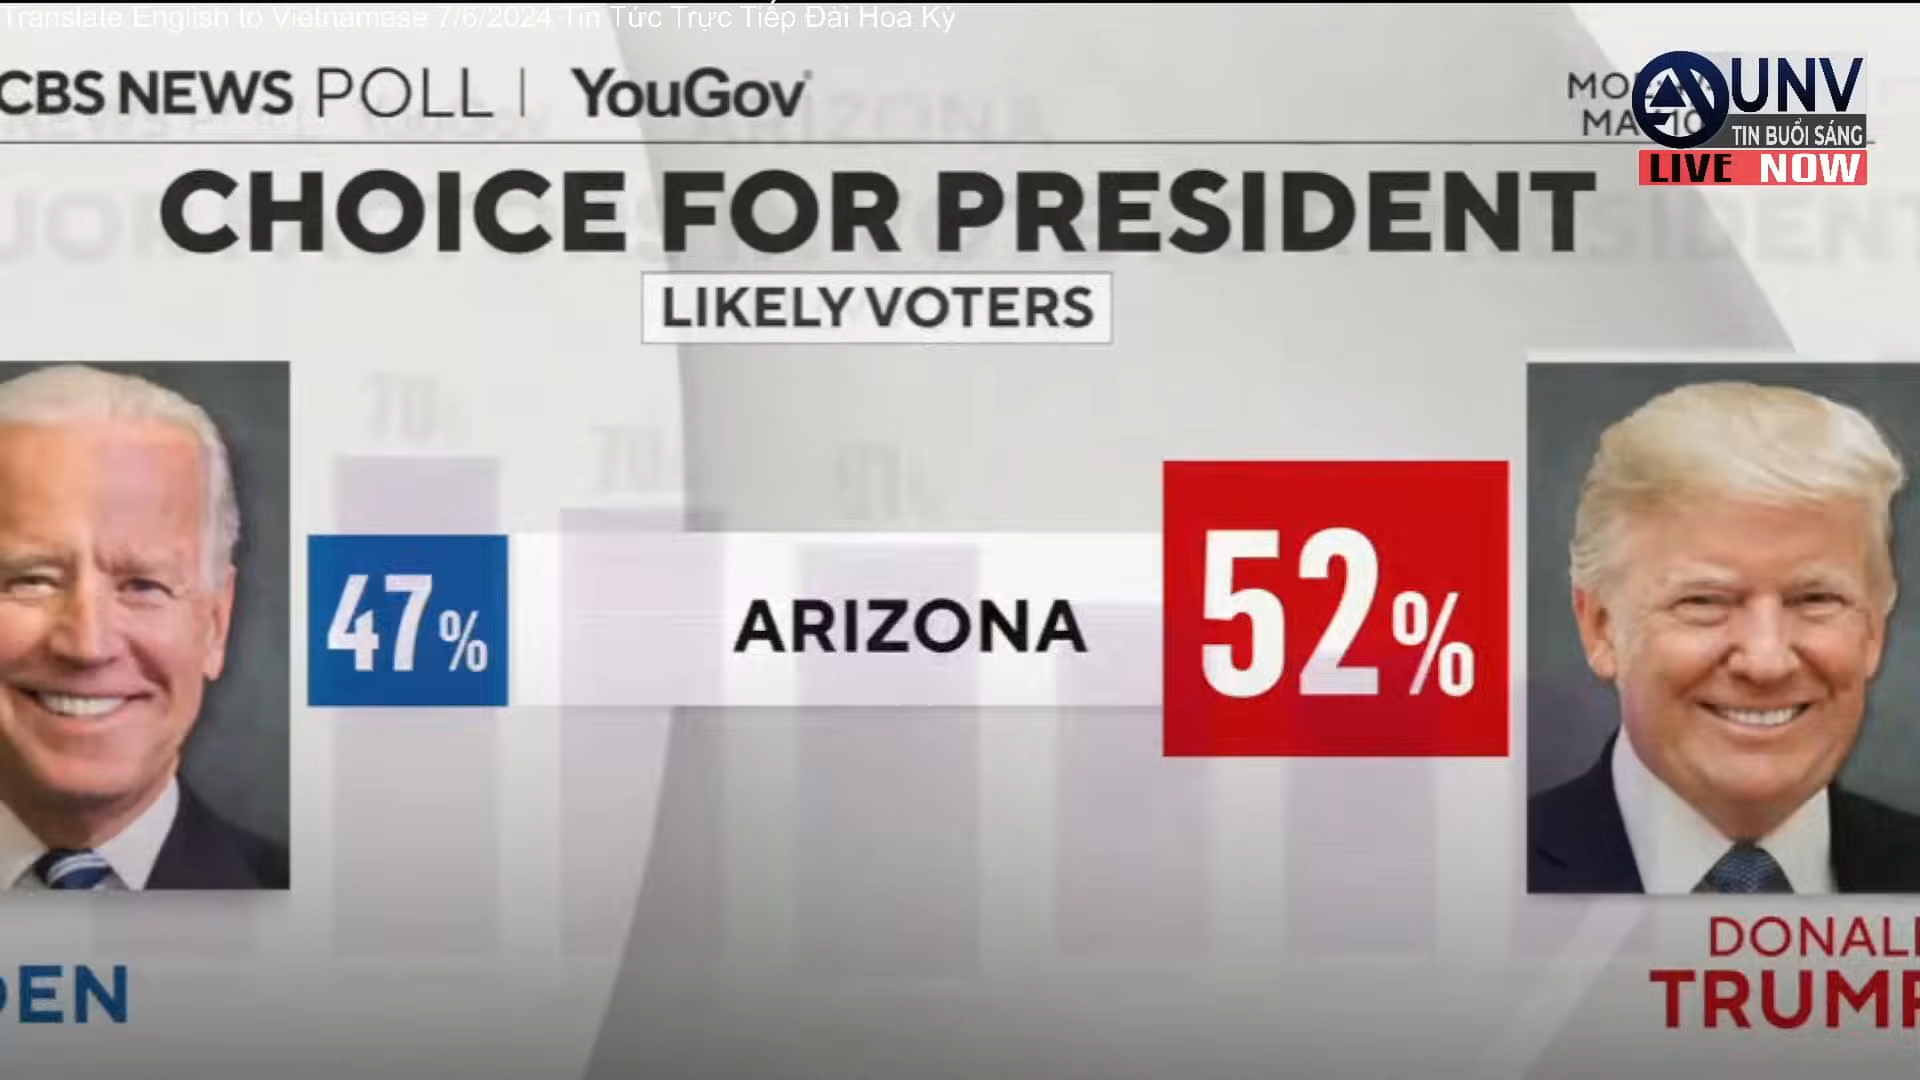 Translate English to Vietnamese 7/6/2024 Tin Tức Trực Tiếp Đài Hoa Kỳ
CBS NEWS POLL | YouGov
UNV
TIN BUỔI SÁNG
LIVE NOW
CHOICE FOR PRESIDENT
LIKELY VOTERS
47%
ARIZONA
52%
DEN
DONAL
TRUMP